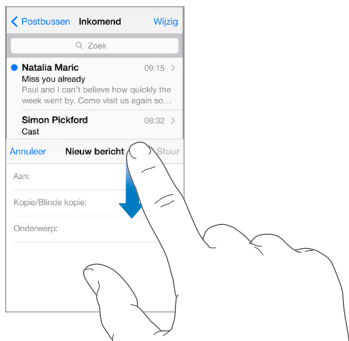 Postbussen Inkomend Wijzig
Zoek
Natalia Maric 09:15
Miss you already
Paul and I can't believe how quickly the
week went by. Come visit us again so...
Simon Pickford 08:32
Cast
Annuleer Nieuw bericht Stuur
Aan:
Kopie/Blinde kopie:
Onderwerp: